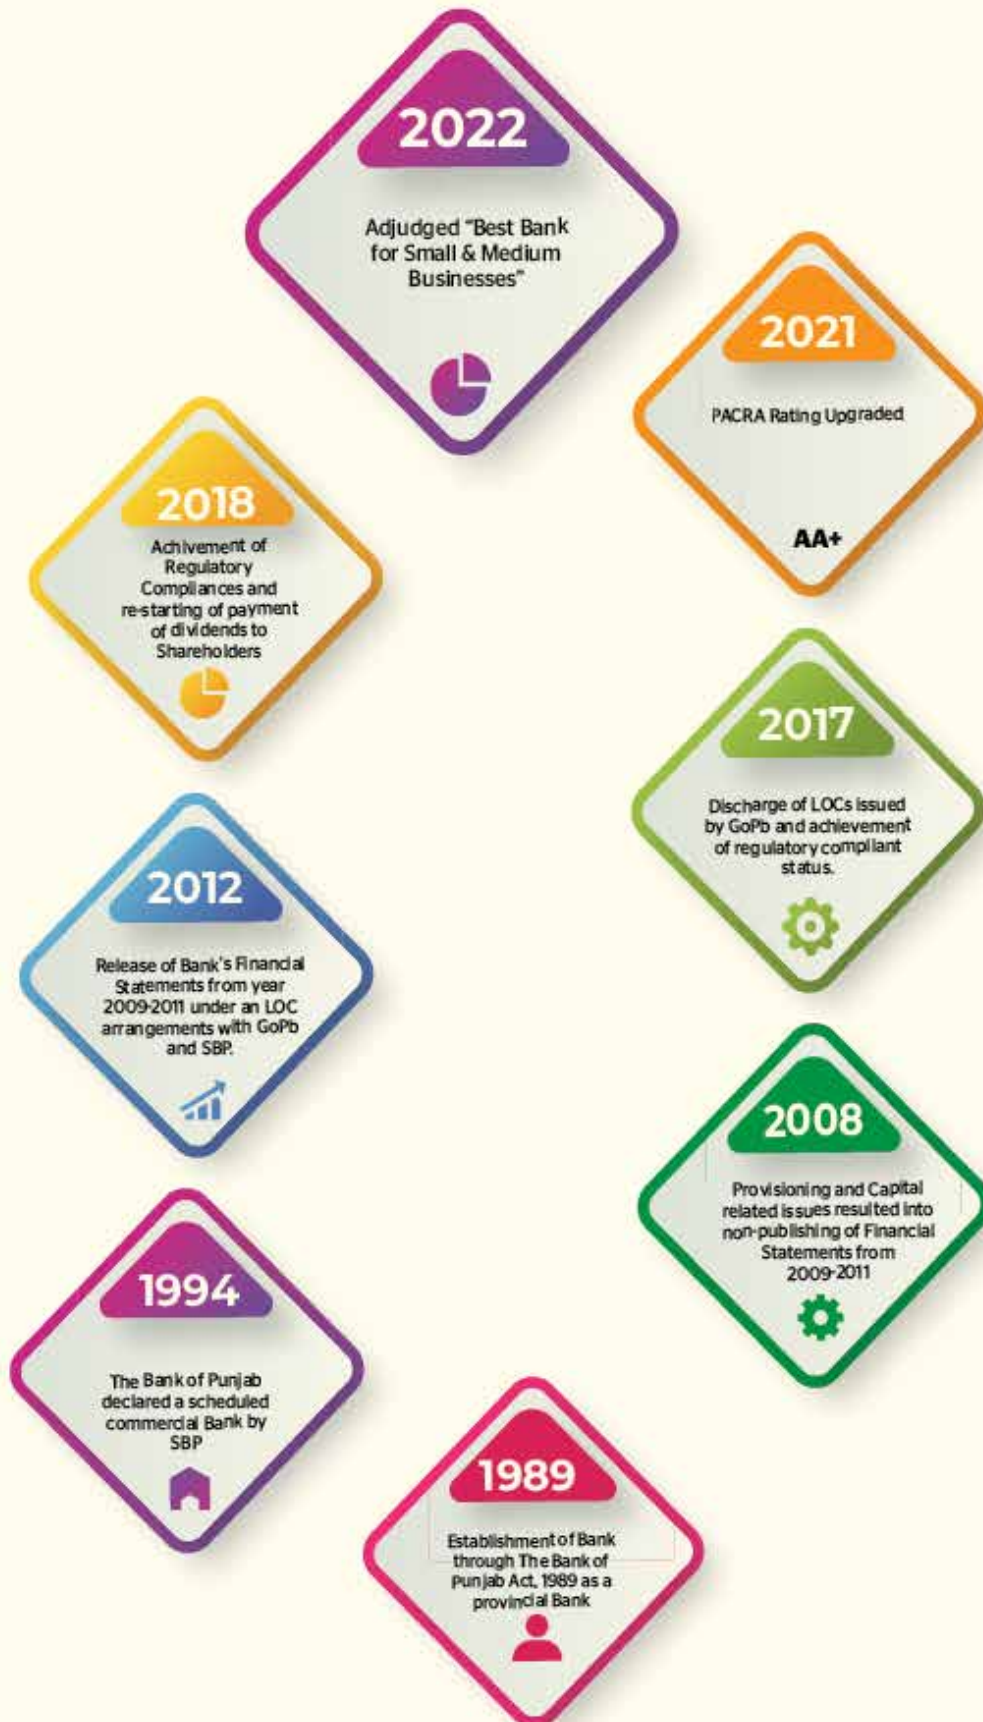 2022
Adjudged "Best Bank
for Small & Medium
Businesses"
2021
PACRA Rating Upgraded
AA+
2018
Achivement of
Regulatory
Compliances and
re-starting of payment
of dividends to
Shareholders
2017
Discharge of LOCs issued
by GoPb and achievement
of regulatory compliant
status.
2012
Release of Bank's Financial
Statements from year
2009-2011 under an LOC
arrangements with GoPb
and SBP.
2008
Provisioning and Capital
related issues resulted into
non-publishing of Financial
Statements from
2009-2011
1994
The Bank of Punjab
declared a scheduled
commercial Bank by
SBP
1989
Establishment of Bank
through The Bank of
Punjab Act, 1989 as a
provincial Bank